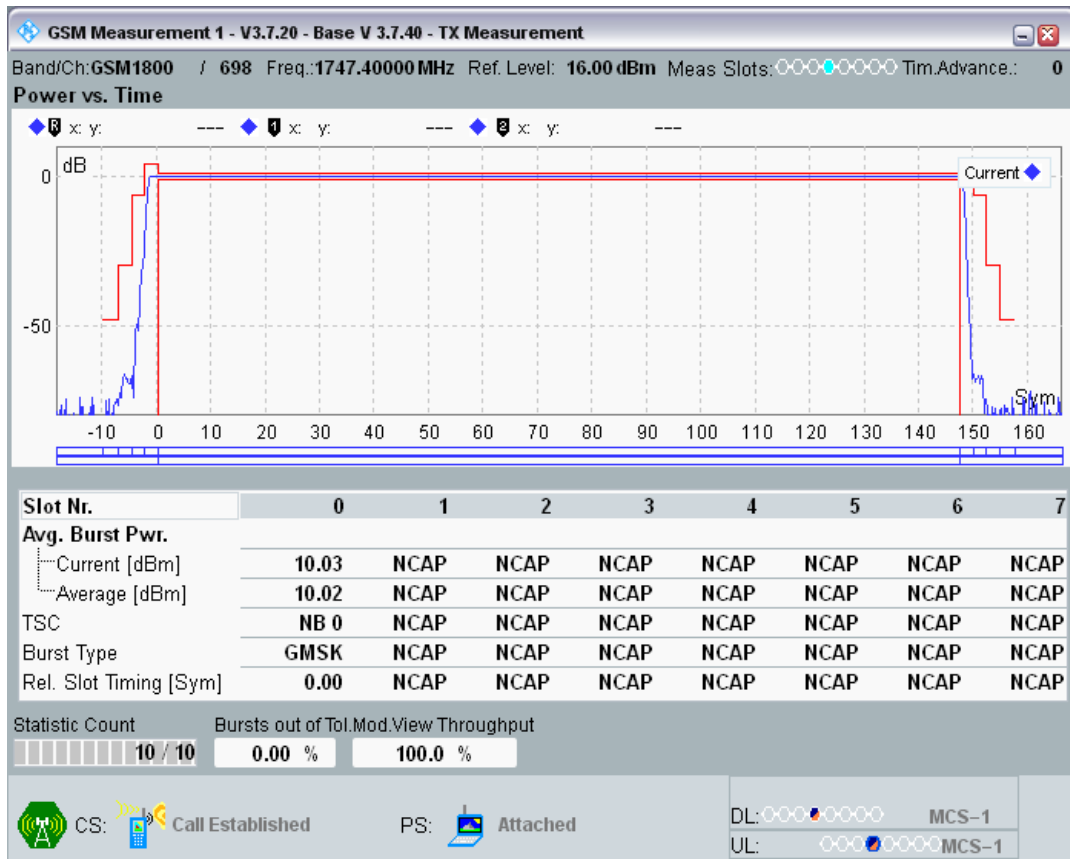 GSM Measurement 1 - V3.7.20 - Base V 3.7.40 - TX Measurement
Band/Ch:GSM1800 / 698 Freq.:1747.40000 MHz Ref. Level: 16.00 dBm Meas Slots: Tim.Advance.: 0
Power vs. Time
R x: y: --- 1 x: y: --- 2 x: y: ---
dB
Current
0
-50
Sym
-10 0 10 20 30 40 50 60 70 80 90 100 110 120 130 140 150 160
Slot Nr. 0 1 2 3 4 5 6 7
Avg. Burst Pwr.
Current [dBm] 10.03 NCAP NCAP NCAP NCAP NCAP NCAP NCAP
Average [dBm] 10.02 NCAP NCAP NCAP NCAP NCAP NCAP NCAP
TSC NB 0 NCAP NCAP NCAP NCAP NCAP NCAP NCAP
Burst Type GMSK NCAP NCAP NCAP NCAP NCAP NCAP NCAP
Rel. Slot Timing [Sym] 0.00 NCAP NCAP NCAP NCAP NCAP NCAP NCAP
Statistic Count Bursts out of Tol.Mod.View Throughput
10 / 10 0.00 % 100.0 %
CS: Call Established PS: Attached
DL: MCS-1
UL: MCS-1